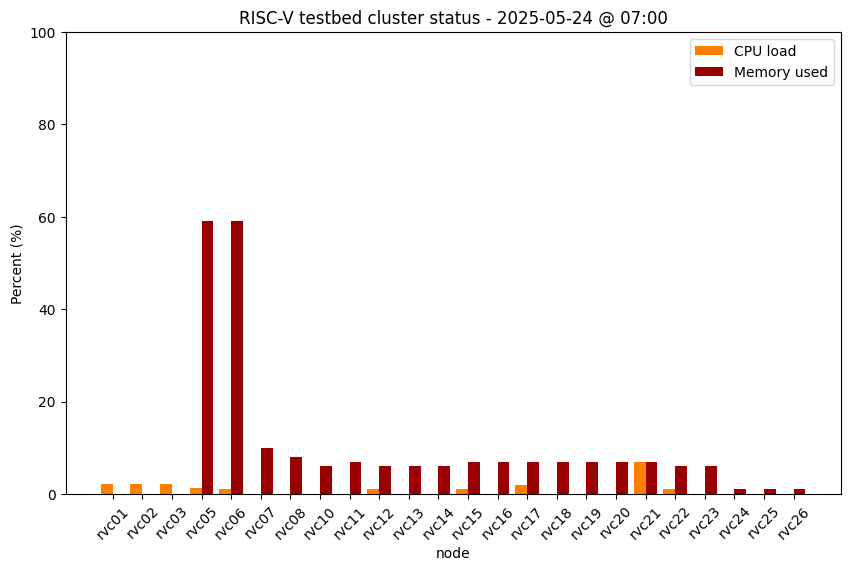 RISC-V testbed cluster status - 2025-05-24 @ 07:00
CPU load
Memory used
Percent (%)
100
80
60
40
20
0
rvc01
rvc02
rvc03
rvc05
rvc06
rvc07
rvc08
rvc10
rvc11
rvc12
rvc13
rvc14
rvc15
rvc16
rvc17
rvc18
rvc19
rvc20
rvc21
rvc22
rvc23
rvc24
rvc25
rvc26
node